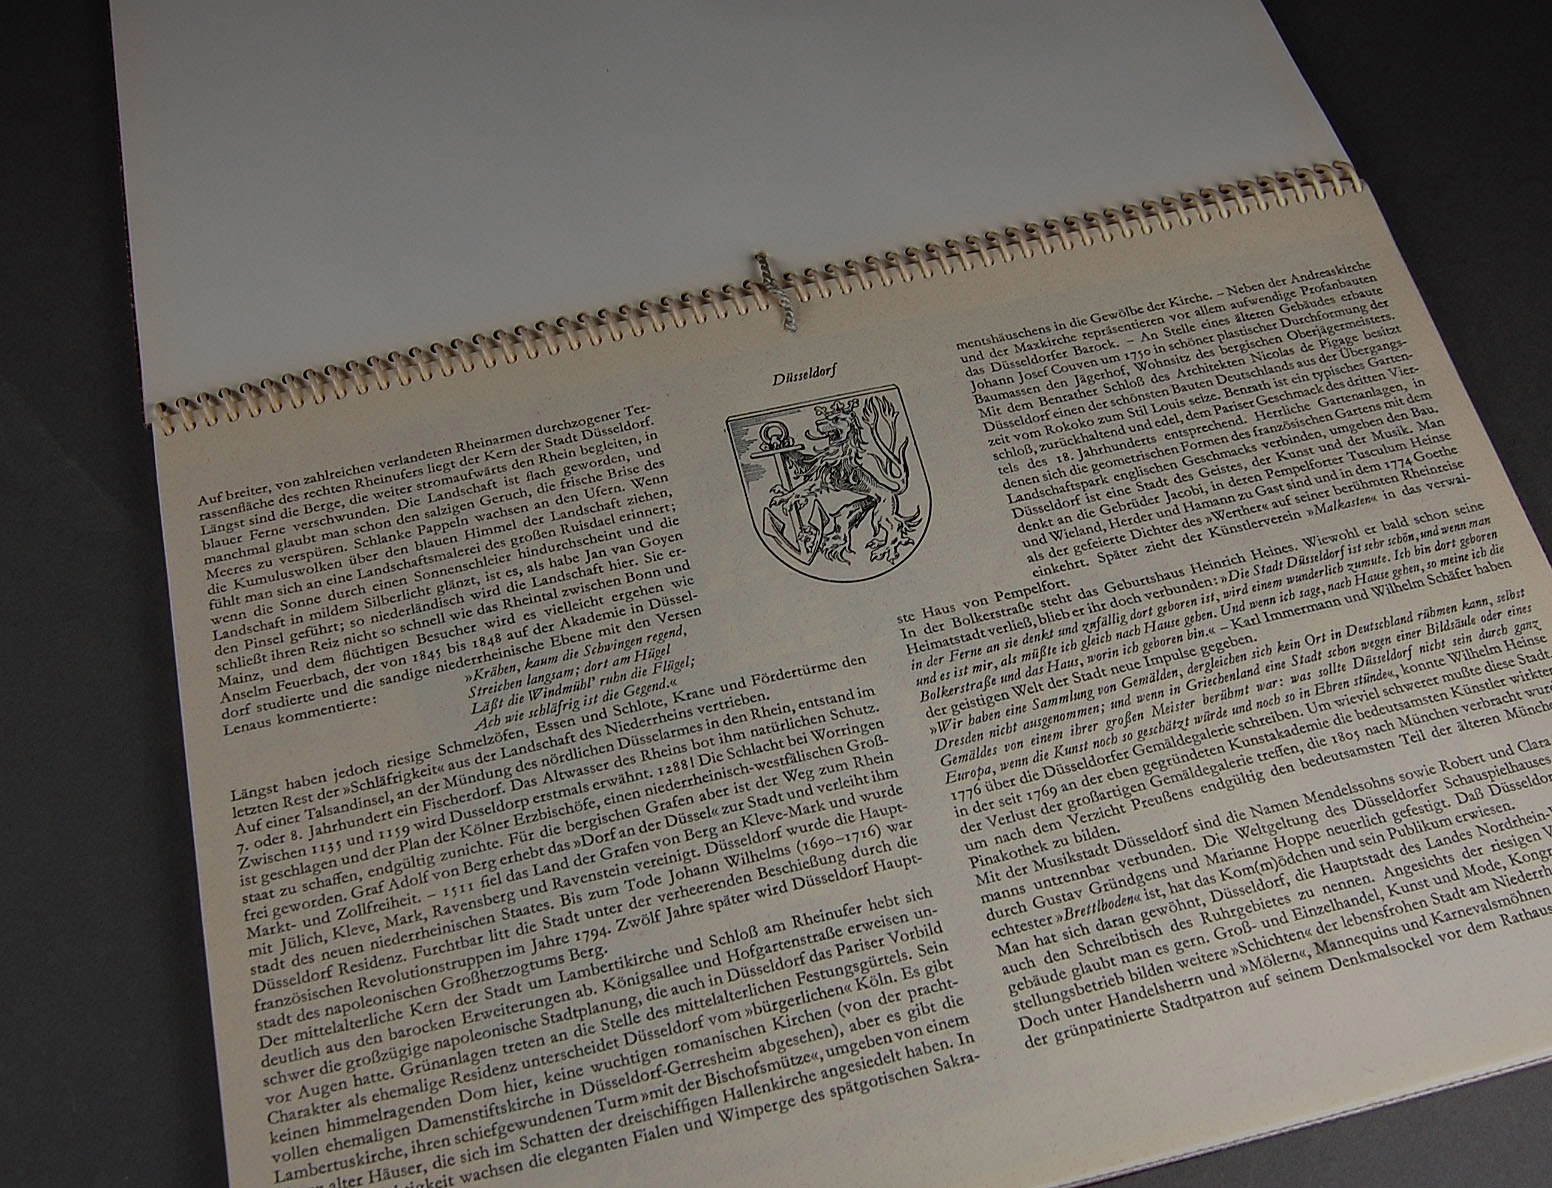 Düsseldorf
Auf breiter, von zahlreichen verlandeten Rheinarmen durchzogener Ter-
rassenfläche des rechten Rheinufers liegt der Kern der Stadt Düsseldorf.
Längst sind die Berge, die weiter stromaufwärts den Rhein begleiten, in
blauer Ferne verschwunden. Die Landschaft ist flach geworden, und
manchmal glaubt man schon den salzigen Geruch, die frische Brise des
Meeres zu verspüren. Schlanke Pappeln wachsen an den Ufern. Wenn
die Kumuluswolken über den blauen Himmel der Landschaft ziehen,
fühlt man sich an eine Landschaftsmalerei des großen Ruisdael erinnert;
wenn die Sonne durch einen Sonnenschleier hindurchscheint und die
Landschaft in mildem Silberlicht glänzt, ist es, als habe Jan van Goyen
den Pinsel geführt; so niederländisch wird die Landschaft hier. Sie er-
schließt ihren Reiz nicht so schnell wie das Rheintal zwischen Bonn und
Mainz, und dem flüchtigen Besucher wird es vielleicht ergehen wie
Anselm Feuerbach, der von 1845 bis 1848 auf der Akademie in Düssel-
dorf studierte und die sandige niederrheinische Ebene mit den Versen
Lenaus kommentierte:
»Krähen, kaum die Schwingen regend,
Streichen langsam; dort am Hügel
Läßt die Windmühl' ruhn die Flügel;
Ach wie schläfrig ist die Gegend.«
Längst haben jedoch riesige Schmelzöfen, Essen und Schlote, Krane und Fördertürme den
letzten Rest der »Schläfrigkeit« aus der Landschaft des Niederrheins vertrieben.
Auf einer Talsandinsel, an der Mündung des nördlichen Düsselarmes in den Rhein, entstand im
7. oder 8. Jahrhundert ein Fischerdorf. Das Altwasser des Rheins bot ihm natürlichen Schutz.
Zwischen 1135 und 1159 wird Dusseldorp erstmals erwähnt. 1288! Die Schlacht bei Worringen
ist geschlagen und der Plan der Kölner Erzbischöfe, einen niederrheinisch-westfälischen Groß-
staat zu schaffen, endgültig zunichte. Für die bergischen Grafen aber ist der Weg zum Rhein
frei geworden. Graf Adolf von Berg erhebt das »Dorf an der Düssel« zur Stadt und verleiht ihm
Markt- und Zollfreiheit. – 1511 fiel das Land der Grafen von Berg an Kleve-Mark und wurde
mit Jülich, Kleve, Mark, Ravensberg und Ravenstein vereinigt. Düsseldorf wurde die Haupt-
stadt des neuen niederrheinischen Staates. Bis zum Tode Johann Wilhelms (1690–1716) war
Düsseldorf Residenz. Furchtbar litt die Stadt unter der verheerenden Beschießung durch die
französischen Revolutionstruppen im Jahre 1794. Zwölf Jahre später wird Düsseldorf Haupt-
stadt des napoleonischen Großherzogtums Berg.
Der mittelalterliche Kern der Stadt um Lambertikirche und Schloß am Rheinufer hebt sich
deutlich aus den barocken Erweiterungen ab. Königsallee und Hofgartenstraße erweisen un-
schwer die großzügige napoleonische Stadtplanung, die auch in Düsseldorf das Pariser Vorbild
vor Augen hatte. Grünanlagen treten an die Stelle des mittelalterlichen Festungsgürtels. Sein
Charakter als ehemalige Residenz unterscheidet Düsseldorf vom »bürgerlichen« Köln. Es gibt
keinen himmelragenden Dom hier, keine wuchtigen romanischen Kirchen (von der pracht-
vollen ehemaligen Damenstiftskirche in Düsseldorf-Gerresheim abgesehen), aber es gibt die
Lambertuskirche, ihren schiefgewundenen Turm »mit der Bischofsmütze«, umgeben von einem
alter Häuser, die sich im Schatten der dreischiffigen Hallenkirche angesiedelt haben. In
wachsen die eleganten Fialen und Wimperge des spätgotischen Sakra-
mentshäuschens in die Gewölbe der Kirche. – Neben der Andreaskirche
und der Maxkirche repräsentieren vor allem aufwendige Profanbauten
das Düsseldorfer Barock. – An Stelle eines älteren Gebäudes erbaute
Johann Josef Couven um 1750 in schöner plastischer Durchformung der
Baumassen den Jägerhof, Wohnsitz des bergischen Oberjägermeisters.
Mit dem Benrather Schloß des Architekten Nicolas de Pigage besitzt
Düsseldorf einen der schönsten Bauten Deutschlands aus der Übergangs-
zeit vom Rokoko zum Stil Louis seize. Benrath ist ein typisches Garten-
schloß, zurückhaltend und edel, dem Pariser Geschmack des dritten Vier-
tels des 18. Jahrhunderts entsprechend. Herrliche Gartenanlagen, in
denen sich die geometrischen Formen des französischen Gartens mit dem
Landschaftspark englischen Geschmacks verbinden, umgeben den Bau.
Düsseldorf ist eine Stadt des Geistes, der Kunst und der Musik. Man
denkt an die Gebrüder Jacobi, in deren Pempelforter Tusculum Heinse
und Wieland, Herder und Hamann zu Gast sind und in dem 1774 Goethe
als der gefeierte Dichter des »Werther« auf seiner berühmten Rheinreise
einkehrt. Später zieht der Künstlerverein »Malkasten« in das verwai-
ste Haus von Pempelfort.
In der Bolkerstraße steht das Geburtshaus Heinrich Heines. Wiewohl er bald schon seine
Heimatstadt verließ, blieb er ihr doch verbunden: »Die Stadt Düsseldorf ist sehr schön, und wenn man
in der Ferne an sie denkt und zufällig dort geboren ist, wird einem wunderlich zumute. Ich bin dort geboren
und es ist mir, als müßte ich gleich nach Hause gehen. Und wenn ich sage, nach Hause gehen, so meine ich die
Bolkerstraße und das Haus, worin ich geboren bin.« – Karl Immermann und Wilhelm Schäfer haben
der geistigen Welt der Stadt neue Impulse gegeben.
»Wir haben eine Sammlung von Gemälden, dergleichen sich kein Ort in Deutschland rühmen kann, selbst
Dresden nicht ausgenommen; und wenn in Griechenland eine Stadt schon wegen einer Bildsäule oder eines
Gemäldes von einem ihrer großen Meister berühmt war: was sollte Düsseldorf nicht sein durch ganz
Europa, wenn die Kunst noch so geschätzt würde und noch so in Ehren stünde«, konnte Wilhelm Heinse
1776 über die Düsseldorfer Gemäldegalerie schreiben. Um wieviel schwerer mußte diese Stadt,
in der seit 1769 an der eben gegründeten Kunstakademie die bedeutsamsten Künstler wirkten
der Verlust der großartigen Gemäldegalerie treffen, die 1805 nach München verbracht wurde
um nach dem Verzicht Preußens endgültig den bedeutsamsten Teil der älteren Münche
Pinakothek zu bilden.
Mit der Musikstadt Düsseldorf sind die Namen Mendelssohns sowie Robert und Clara
manns untrennbar verbunden. Die Weltgeltung des Düsseldorfer Schauspielhauses
durch Gustav Gründgens und Marianne Hoppe neuerlich gefestigt. Daß Düsseldor
echtester »Brettlboden« ist, hat das Kom(m)ödchen und sein Publikum erwiesen.
Man hat sich daran gewöhnt, Düsseldorf, die Hauptstadt des Landes Nordrhein-
auch den Schreibtisch des Ruhrgebietes zu nennen. Angesichts der riesigen V
gebäude glaubt man es gern. Groß- und Einzelhandel, Kunst und Mode, Kongr
stellungsbetrieb bilden weitere »Schichten« der lebensfrohen Stadt am Niederrh
Doch unter Handelsherrn und »Mölern«, Mannequins und Karnevalsmöhnen
der grünpatinierte Stadtpatron auf seinem Denkmalsockel vor dem Rathaus